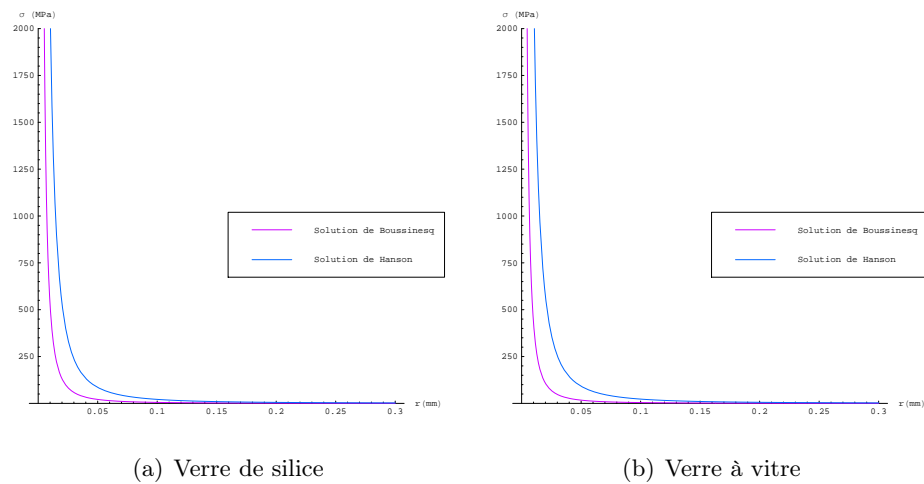 σ (MPa)
2000
1750
1500
1250
1000
750
500
250
0.05 0.1 0.15 0.2 0.25 0.3
r(mm)
Solution de Boussinesq
Solution de Hanson
(a) Verre de silice
σ (MPa)
2000
1750
1500
1250
1000
750
500
250
0.05 0.1 0.15 0.2 0.25 0.3
r(mm)
Solution de Boussinesq
Solution de Hanson
(b) Verre à vitre